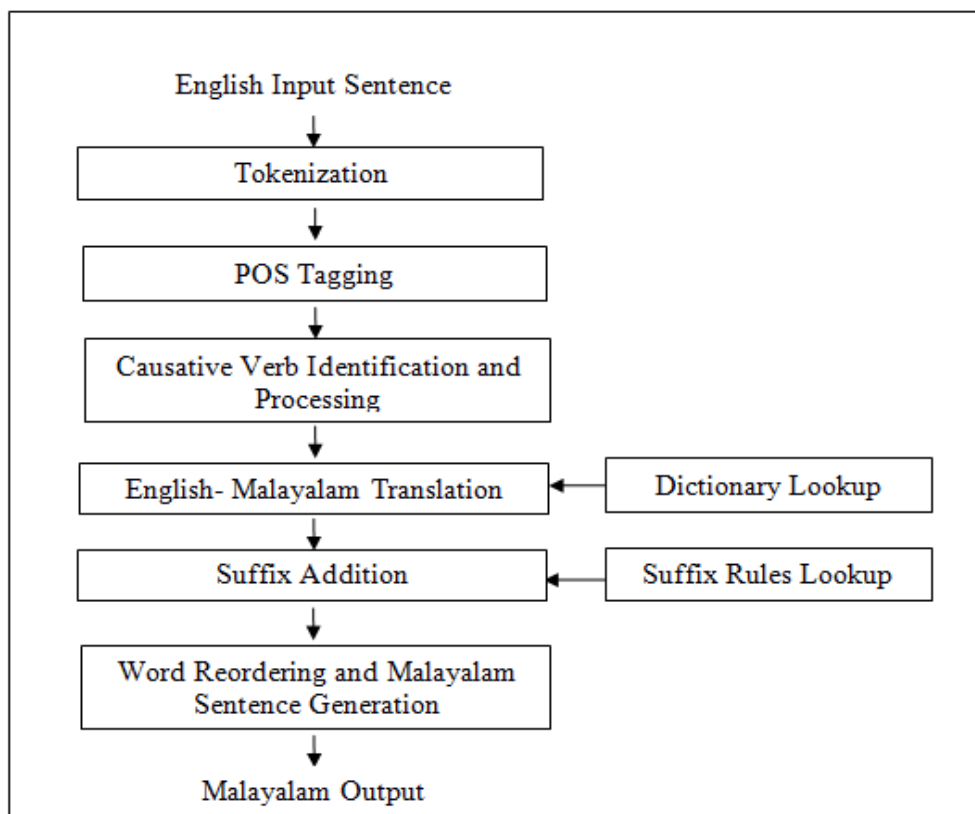 English Input Sentence
Tokenization
POS Tagging
Causative Verb Identification and
Processing
English- Malayalam Translation
Dictionary Lookup
Suffix Addition
Suffix Rules Lookup
Word Reordering and Malayalam
Sentence Generation
Malayalam Output